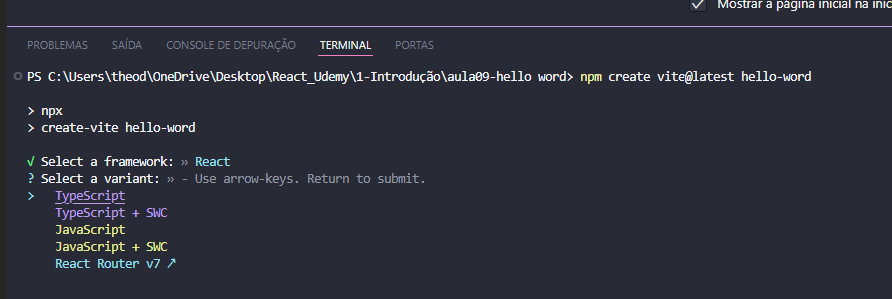 Mostrar a página inicial na inic
PROBLEMAS SAÍDA CONSOLE DE DEPURAÇÃO TERMINAL PORTAS
PS C:\Users\theod\OneDrive\Desktop\React_Udemy\1-Introdução\aula09-hello word> npm create vite@latest hello-word
> npx
> create-vite hello-word
√ Select a framework: » React
? Select a variant: » - Use arrow-keys. Return to submit.
> TypeScript
TypeScript + SWC
JavaScript
JavaScript + SWC
React Router v7 ↗